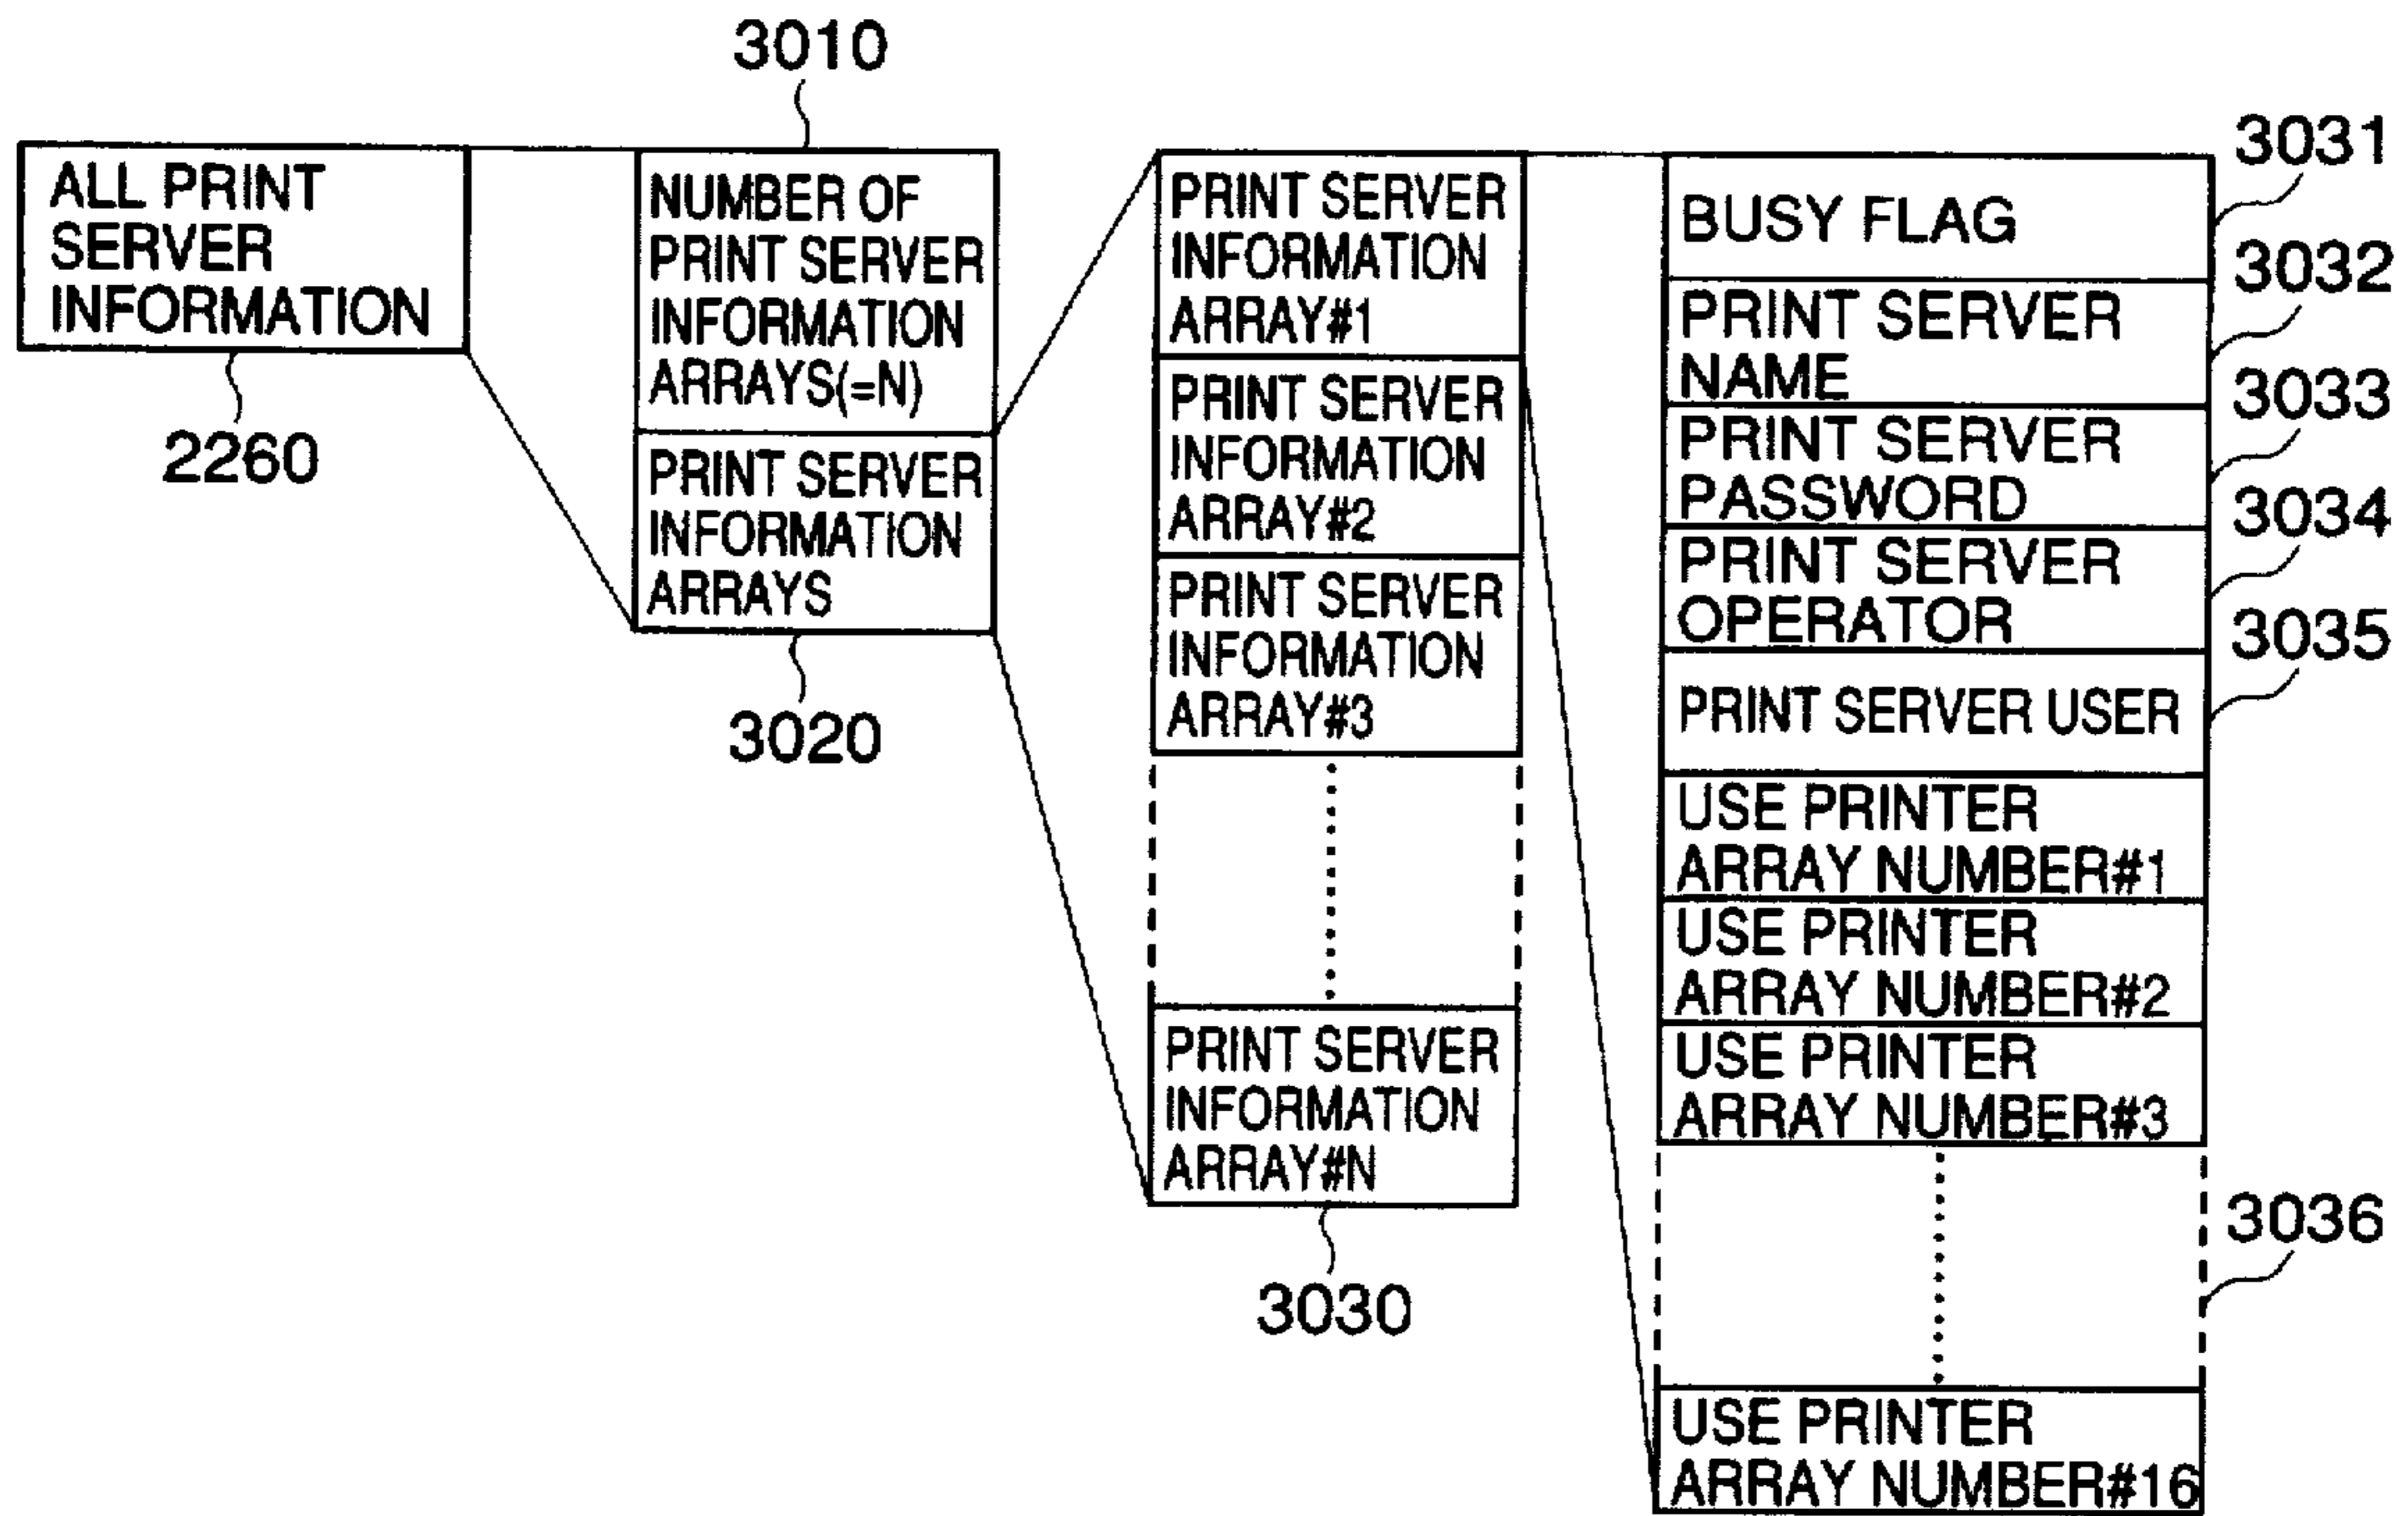 3010
ALL PRINT
SERVER
INFORMATION
2260
NUMBER OF
PRINT SERVER
INFORMATION
ARRAYS(=N)
PRINT SERVER
INFORMATION
ARRAYS
3020
PRINT SERVER
INFORMATION
ARRAY#1
PRINT SERVER
INFORMATION
ARRAY#2
PRINT SERVER
INFORMATION
ARRAY#3
PRINT SERVER
INFORMATION
ARRAY#N
3030
BUSY FLAG
3031
PRINT SERVER
NAME
3032
PRINT SERVER
PASSWORD
3033
PRINT SERVER
OPERATOR
3034
PRINT SERVER USER
3035
USE PRINTER
ARRAY NUMBER#1
USE PRINTER
ARRAY NUMBER#2
USE PRINTER
ARRAY NUMBER#3
3036
USE PRINTER
ARRAY NUMBER#16